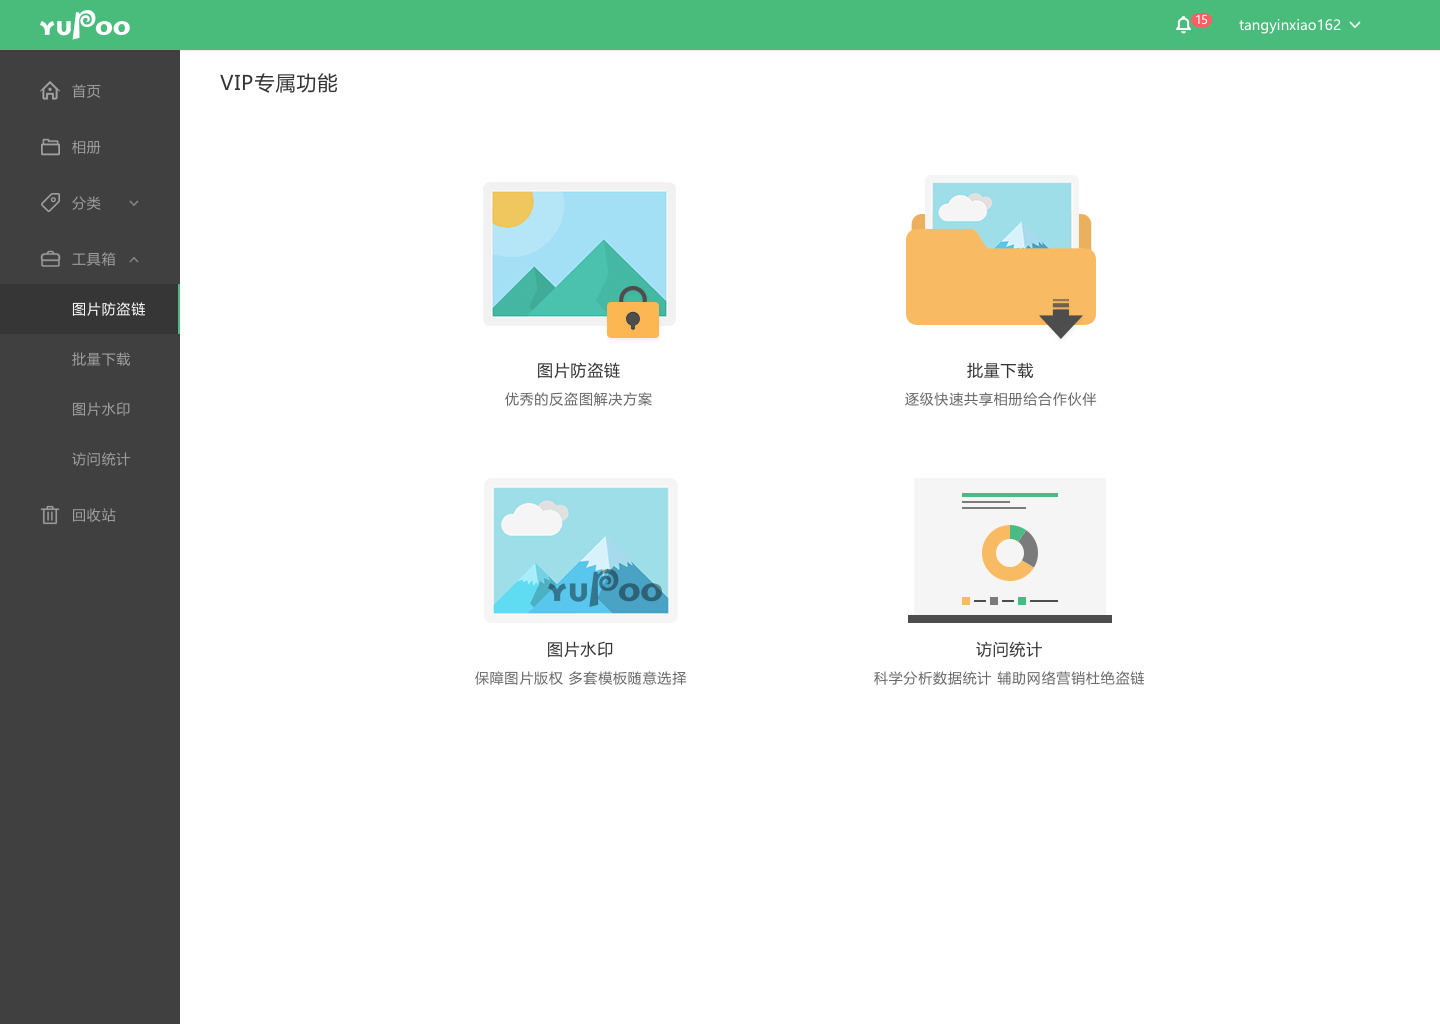 YUPOO
15
tangyinxiao162
首页
相册
分类
工具箱
图片防盗链
批量下载
图片水印
访问统计
回收站
VIP专属功能
图片防盗链
优秀的反盗图解决方案
批量下载
逐级快速共享相册给合作伙伴
YUPOO
图片水印
保障图片版权 多套模板随意选择
访问统计
科学分析数据统计 辅助网络营销杜绝盗链